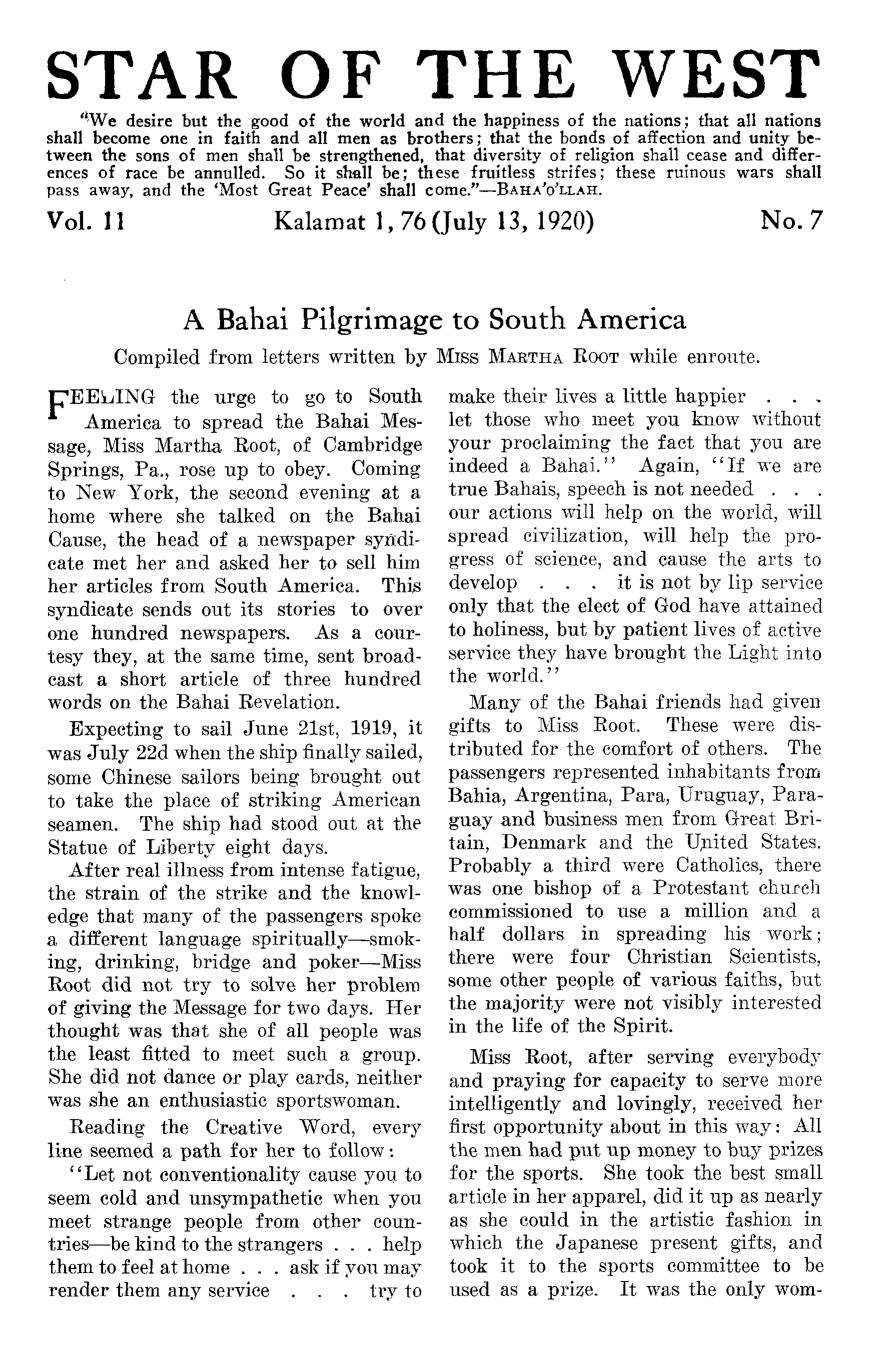 STAR OF THE WEST
"We desire but the good of the world and the happiness of the nations; that all nations
shall become one in faith and all men as brothers; that the bonds of affection and unity be-
tween the sons of men shall be strengthened, that diversity of religion shall cease and differ-
ences of race be annulled. So it shall be; these fruitless strifes; these ruinous wars shall
pass away, and the 'Most Great Peace' shall come."—BAHA'O'LLAH.
Vol. 11 Kalamat 1, 76 (July 13, 1920) No. 7
A Bahai Pilgrimage to South America
Compiled from letters written by MISS MARTHA ROOT while enroute.
FEELING the urge to go to South
America to spread the Bahai Mes-
sage, Miss Martha Root, of Cambridge
Springs, Pa., rose up to obey. Coming
to New York, the second evening at a
home where she talked on the Bahai
Cause, the head of a newspaper syndi-
cate met her and asked her to sell him
her articles from South America. This
syndicate sends out its stories to over
one hundred newspapers. As a cour-
tesy they, at the same time, sent broad-
cast a short article of three hundred
words on the Bahai Revelation.
Expecting to sail June 21st, 1919, it
was July 22d when the ship finally sailed,
some Chinese sailors being brought out
to take the place of striking American
seamen. The ship had stood out at the
Statue of Liberty eight days.
After real illness from intense fatigue,
the strain of the strike and the knowl-
edge that many of the passengers spoke
a different language spiritually—smok-
ing, drinking, bridge and poker—Miss
Root did not try to solve her problem
of giving the Message for two days. Her
thought was that she of all people was
the least fitted to meet such a group.
She did not dance or play cards, neither
was she an enthusiastic sportswoman.
Reading the Creative Word, every
line seemed a path for her to follow:
"Let not conventionality cause you to
seem cold and unsympathetic when you
meet strange people from other coun-
tries—be kind to the strangers . . . help
them to feel at home . . . ask if you may
render them any service . . . try to
make their lives a little happier . . .
let those who meet you know without
your proclaiming the fact that you are
indeed a Bahai." Again, "If we are
true Bahais, speech is not needed . . .
our actions will help on the world, will
spread civilization, will help the pro-
gress of science, and cause the arts to
develop . . . it is not by lip service
only that the elect of God have attained
to holiness, but by patient lives of active
service they have brought the Light into
the world."
Many of the Bahai friends had given
gifts to Miss Root. These were dis-
tributed for the comfort of others. The
passengers represented inhabitants from
Bahia, Argentina, Para, Uruguay, Para-
guay and business men from Great Bri-
tain, Denmark and the United States.
Probably a third were Catholics, there
was one bishop of a Protestant church
commissioned to use a million and a
half dollars in spreading his work;
there were four Christian Scientists,
some other people of various faiths, but
the majority were not visibly interested
in the life of the Spirit.
Miss Root, after serving everybody
and praying for capacity to serve more
intelligently and lovingly, received her
first opportunity about in this way: All
the men had put up money to buy prizes
for the sports. She took the best small
article in her apparel, did it up as nearly
as she could in the artistic fashion in
which the Japanese present gifts, and
took it to the sports committee to be
used as a prize. It was the only wom-